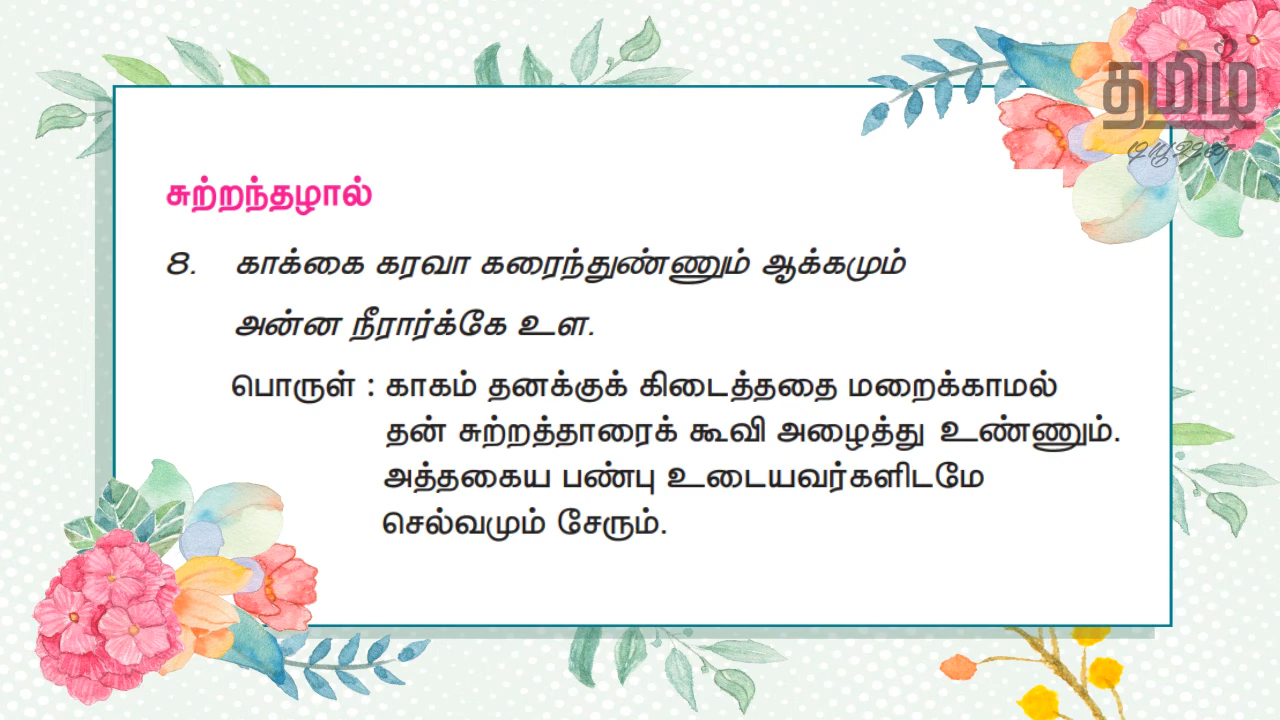 தமிழ்
டியூஷன்
சுற்றந்தழால்
8. காக்கை கரவா கரைந்துண்ணும் ஆக்கமும்
அன்ன நீரார்க்கே உள.
பொருள் : காகம் தனக்குக் கிடைத்ததை மறைக்காமல்
தன் சுற்றத்தாரைக் கூவி அழைத்து உண்ணும்.
அத்தகைய பண்பு உடையவர்களிடமே
செல்வமும் சேரும்.